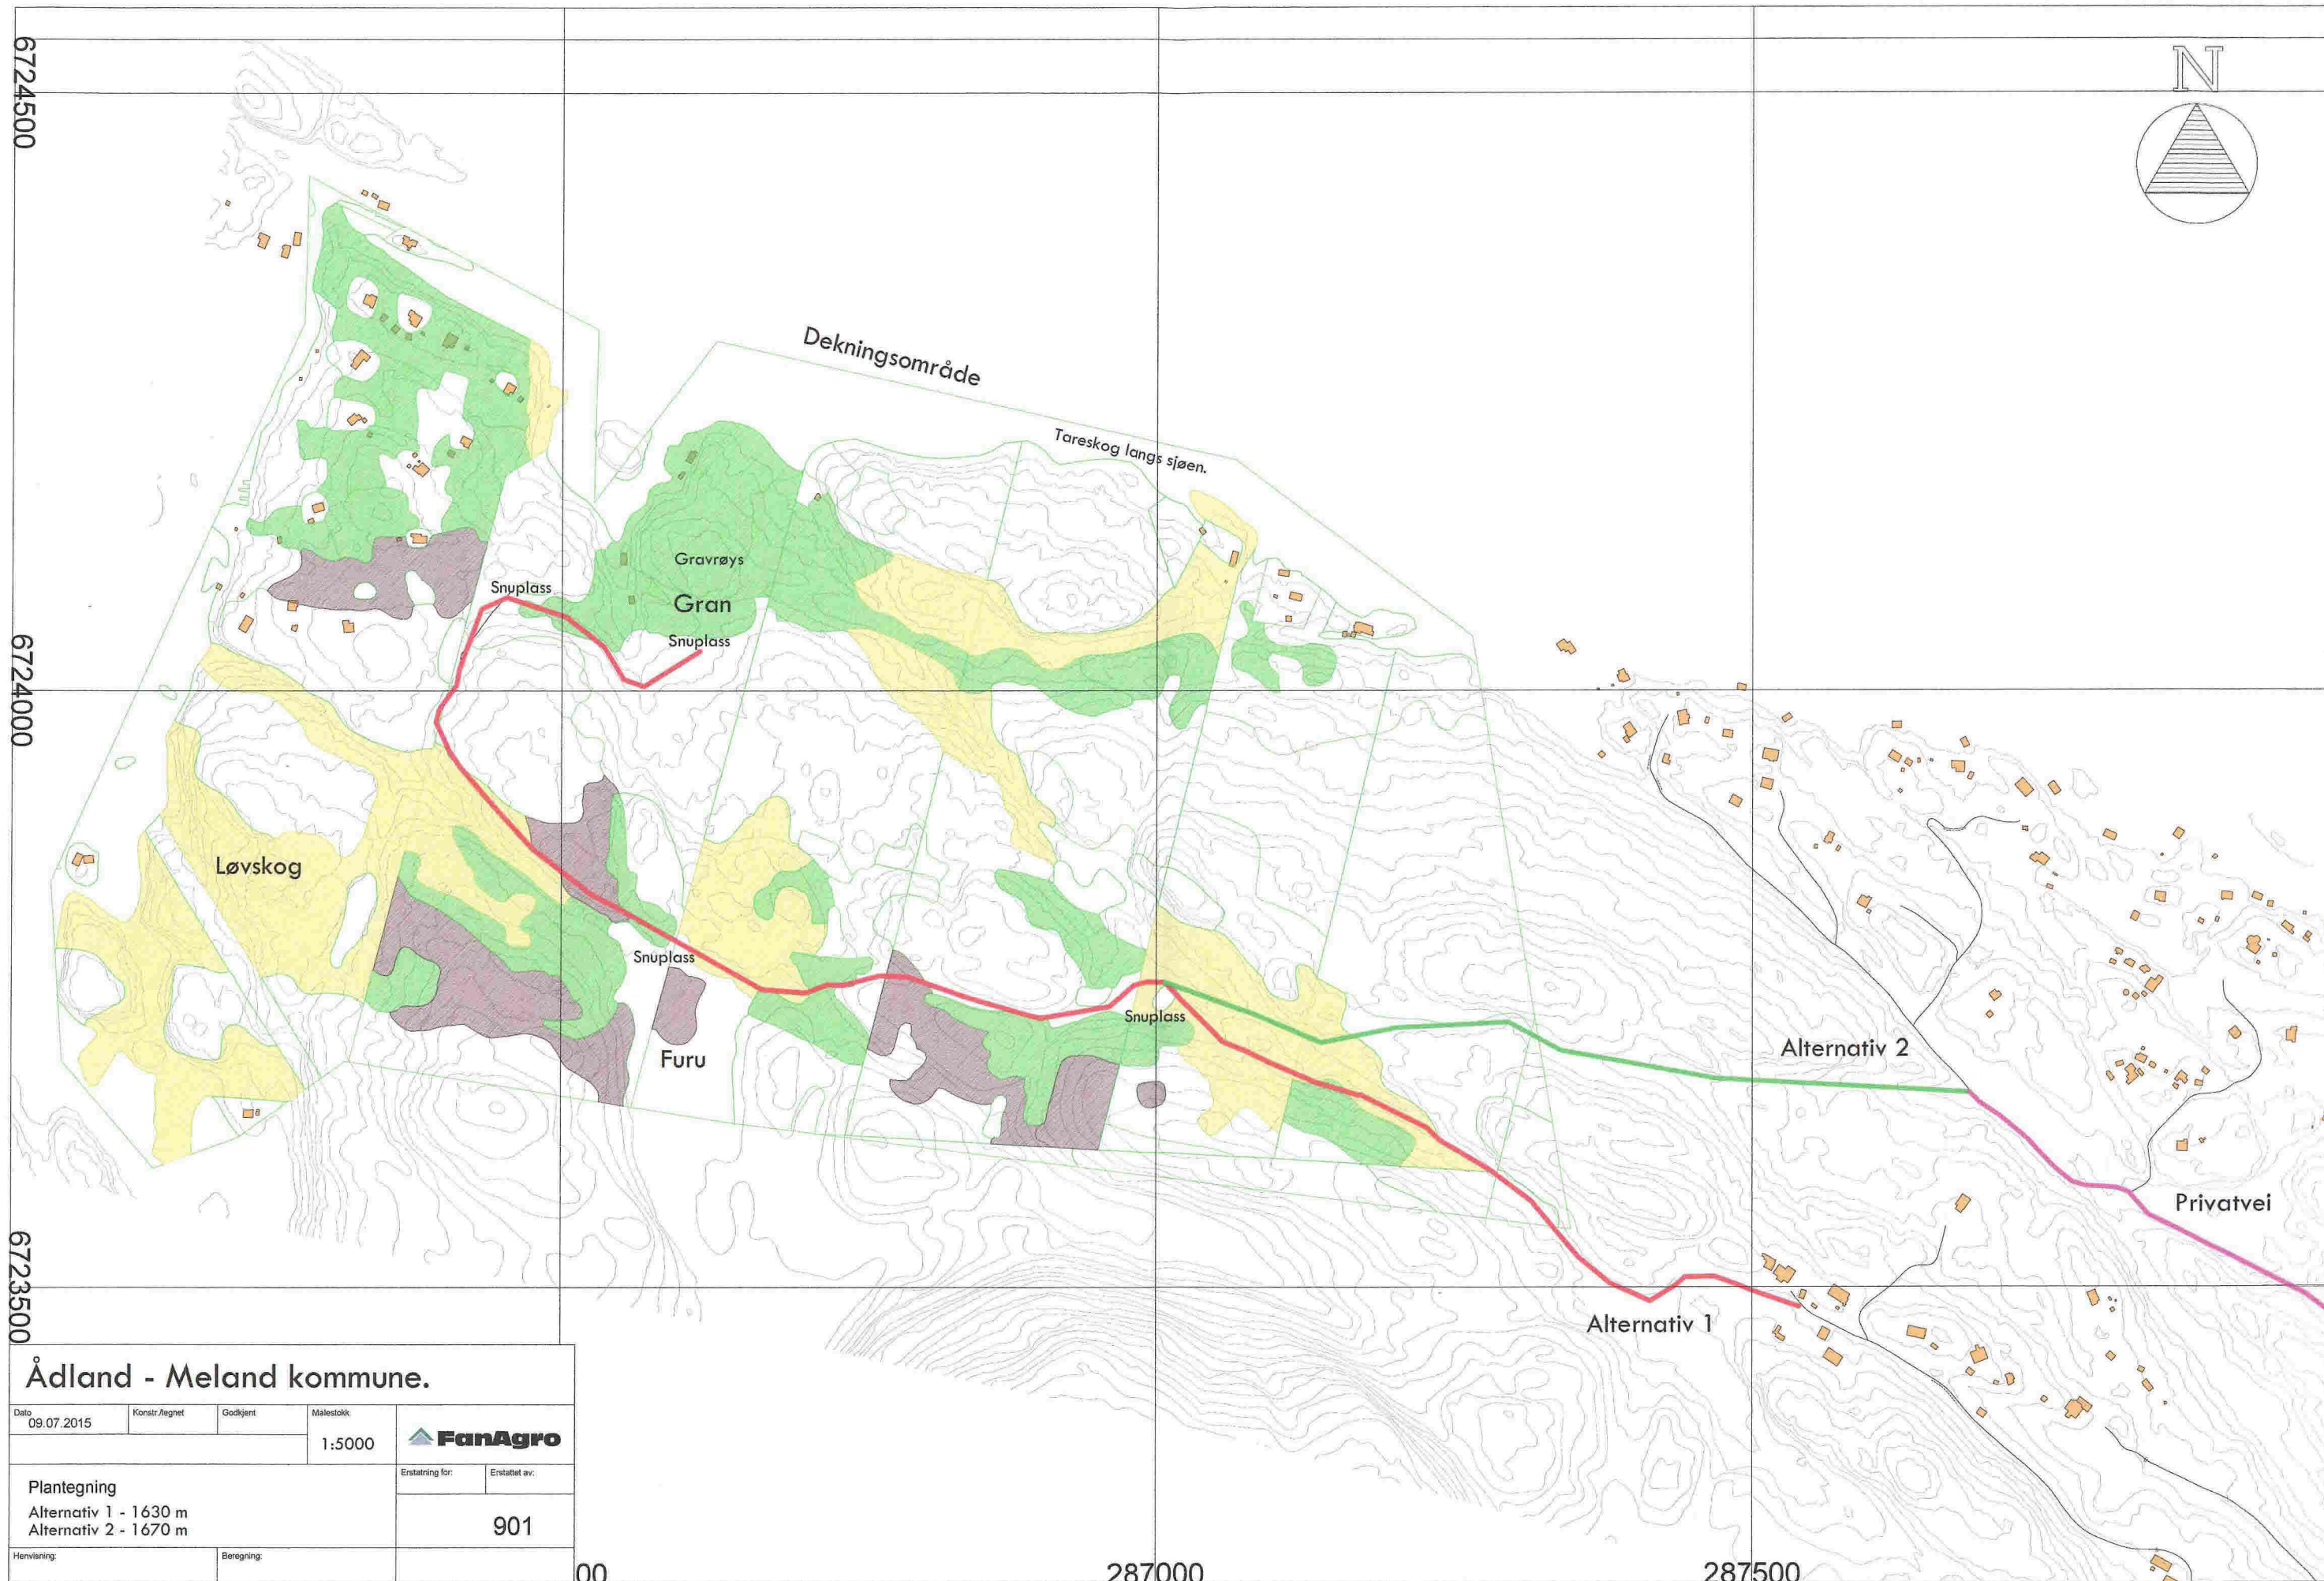 N
6724500
Dekningsområde
Tareskog langs sjøen.
Gravrøys
Snuplass
Gran
Snuplass
6724000
Løvskog
Snuplass
Snuplass
Furu
Alternativ 2
Privatvei
6723500
Alternativ 1
Ådland - Meland kommune.
Dato
09.07.2015
Konstr./tegnet
Godkjent
Målestokk
1:5000
FanAgro
Erstatning for:
Erstattet av:
Plantegning
Alternativ 1 - 1630 m
Alternativ 2 - 1670 m
901
Henvisning:
Beregning:
00
287000
287500